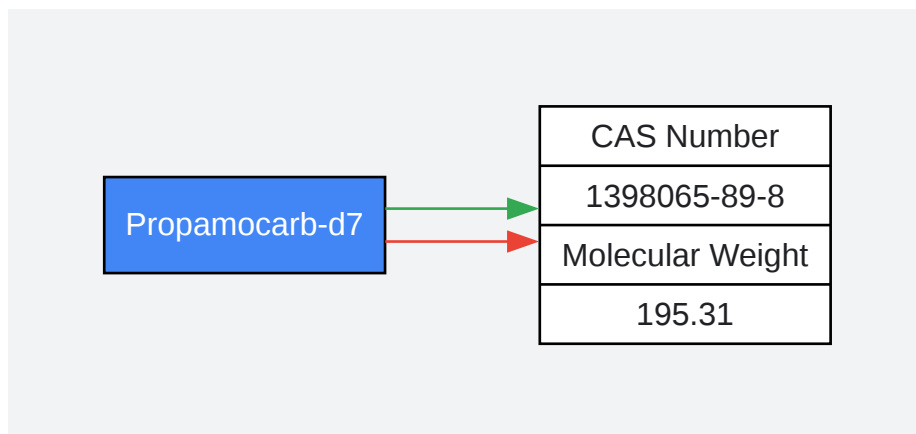 Propamocarb-d7
CAS Number
1398065-89-8
Molecular Weight
195.31